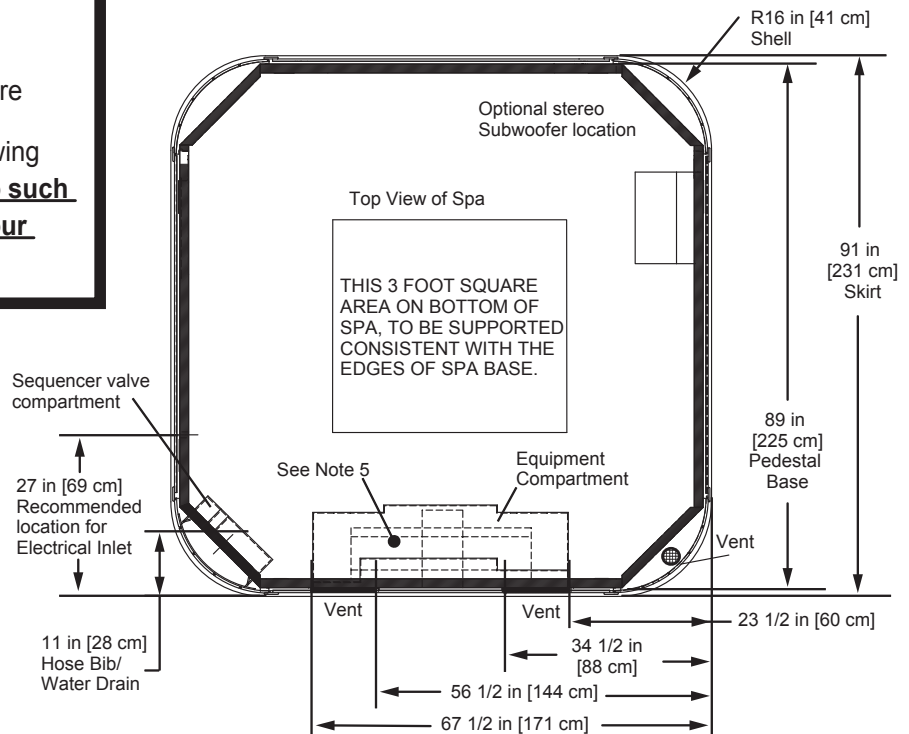 re
ving
such
our
R16 in [41 cm]
Shell
Optional stereo
Subwoofer location
Top View of Spa
91 in
[231 cm]
Skirt
THIS 3 FOOT SQUARE
AREA ON BOTTOM OF
SPA, TO BE SUPPORTED
CONSISTENT WITH THE
EDGES OF SPA BASE.
Sequencer valve
compartment
89 in
[225 cm]
Pedestal
Base
See Note 5
Equipment
Compartment
27 in [69 cm]
Recommended
location for
Electrical Inlet
Vent
Vent
Vent
23 1/2 in [60 cm]
11 in [28 cm]
Hose Bib/
Water Drain
34 1/2 in
[88 cm]
56 1/2 in [144 cm]
67 1/2 in [171 cm]